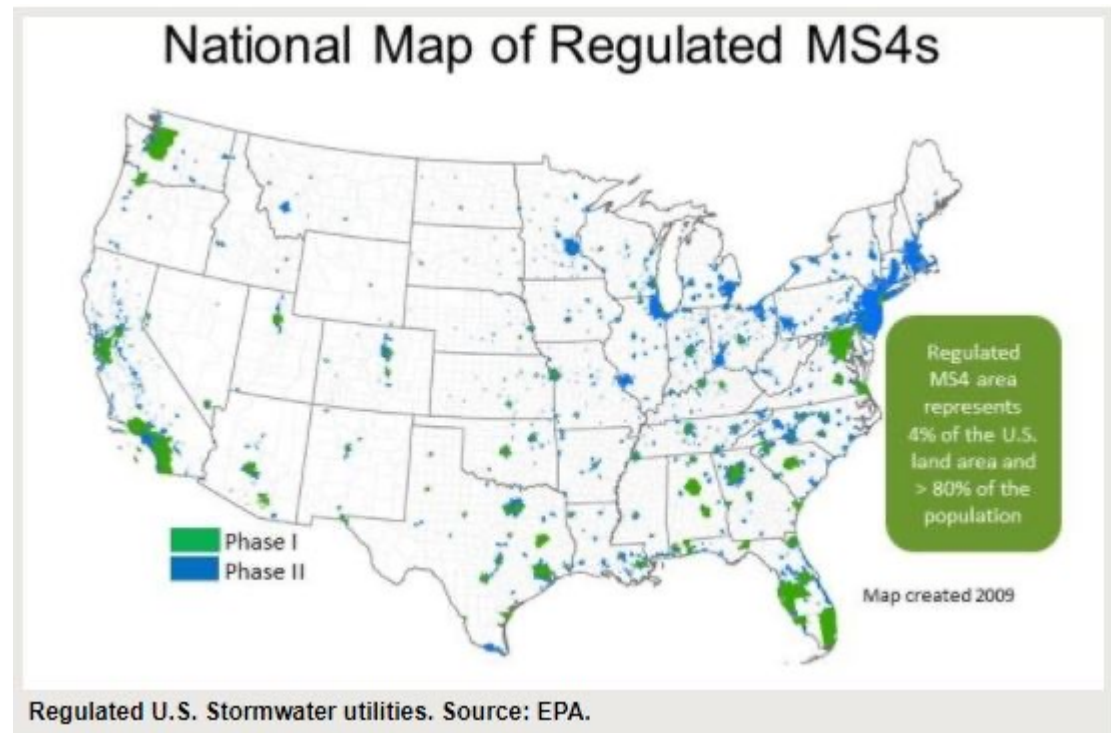 National Map of Regulated MS4s
Regulated
MS4 area
represents
4% of the U.S.
land area and
> 80% of the
population
Phase I
Phase II
Map created 2009
Regulated U.S. Stormwater utilities. Source: EPA.